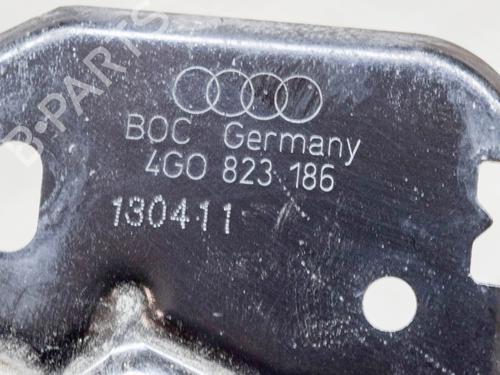 B-PARTS
BOC Germany
4G0 823 186
130411